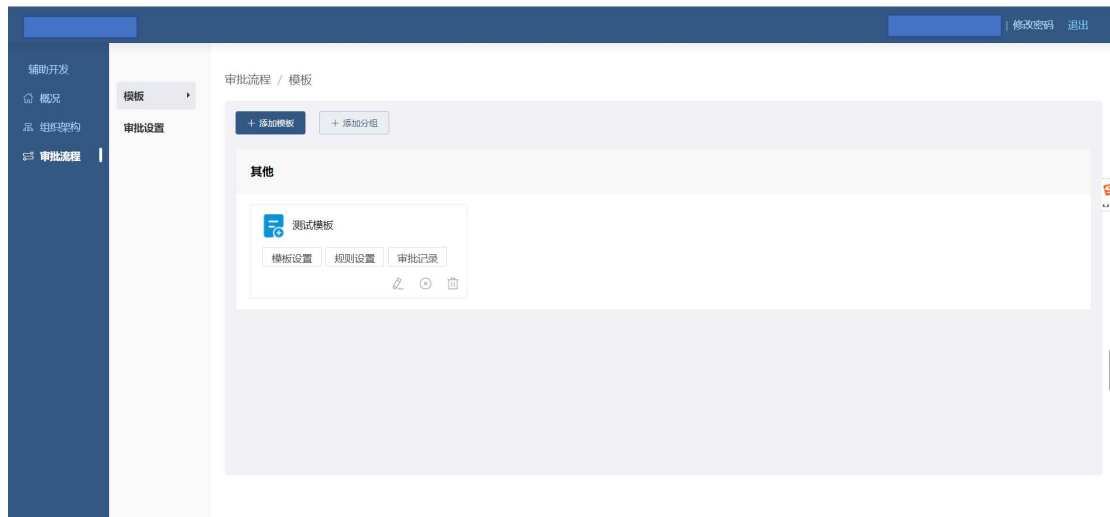 | 修改密码 退出
辅助开发
概况
组织架构
审批流程
模板
审批设置
审批流程 / 模板
+ 添加模板 + 添加分组
其他
测试模板
模板设置 规则设置 审批记录